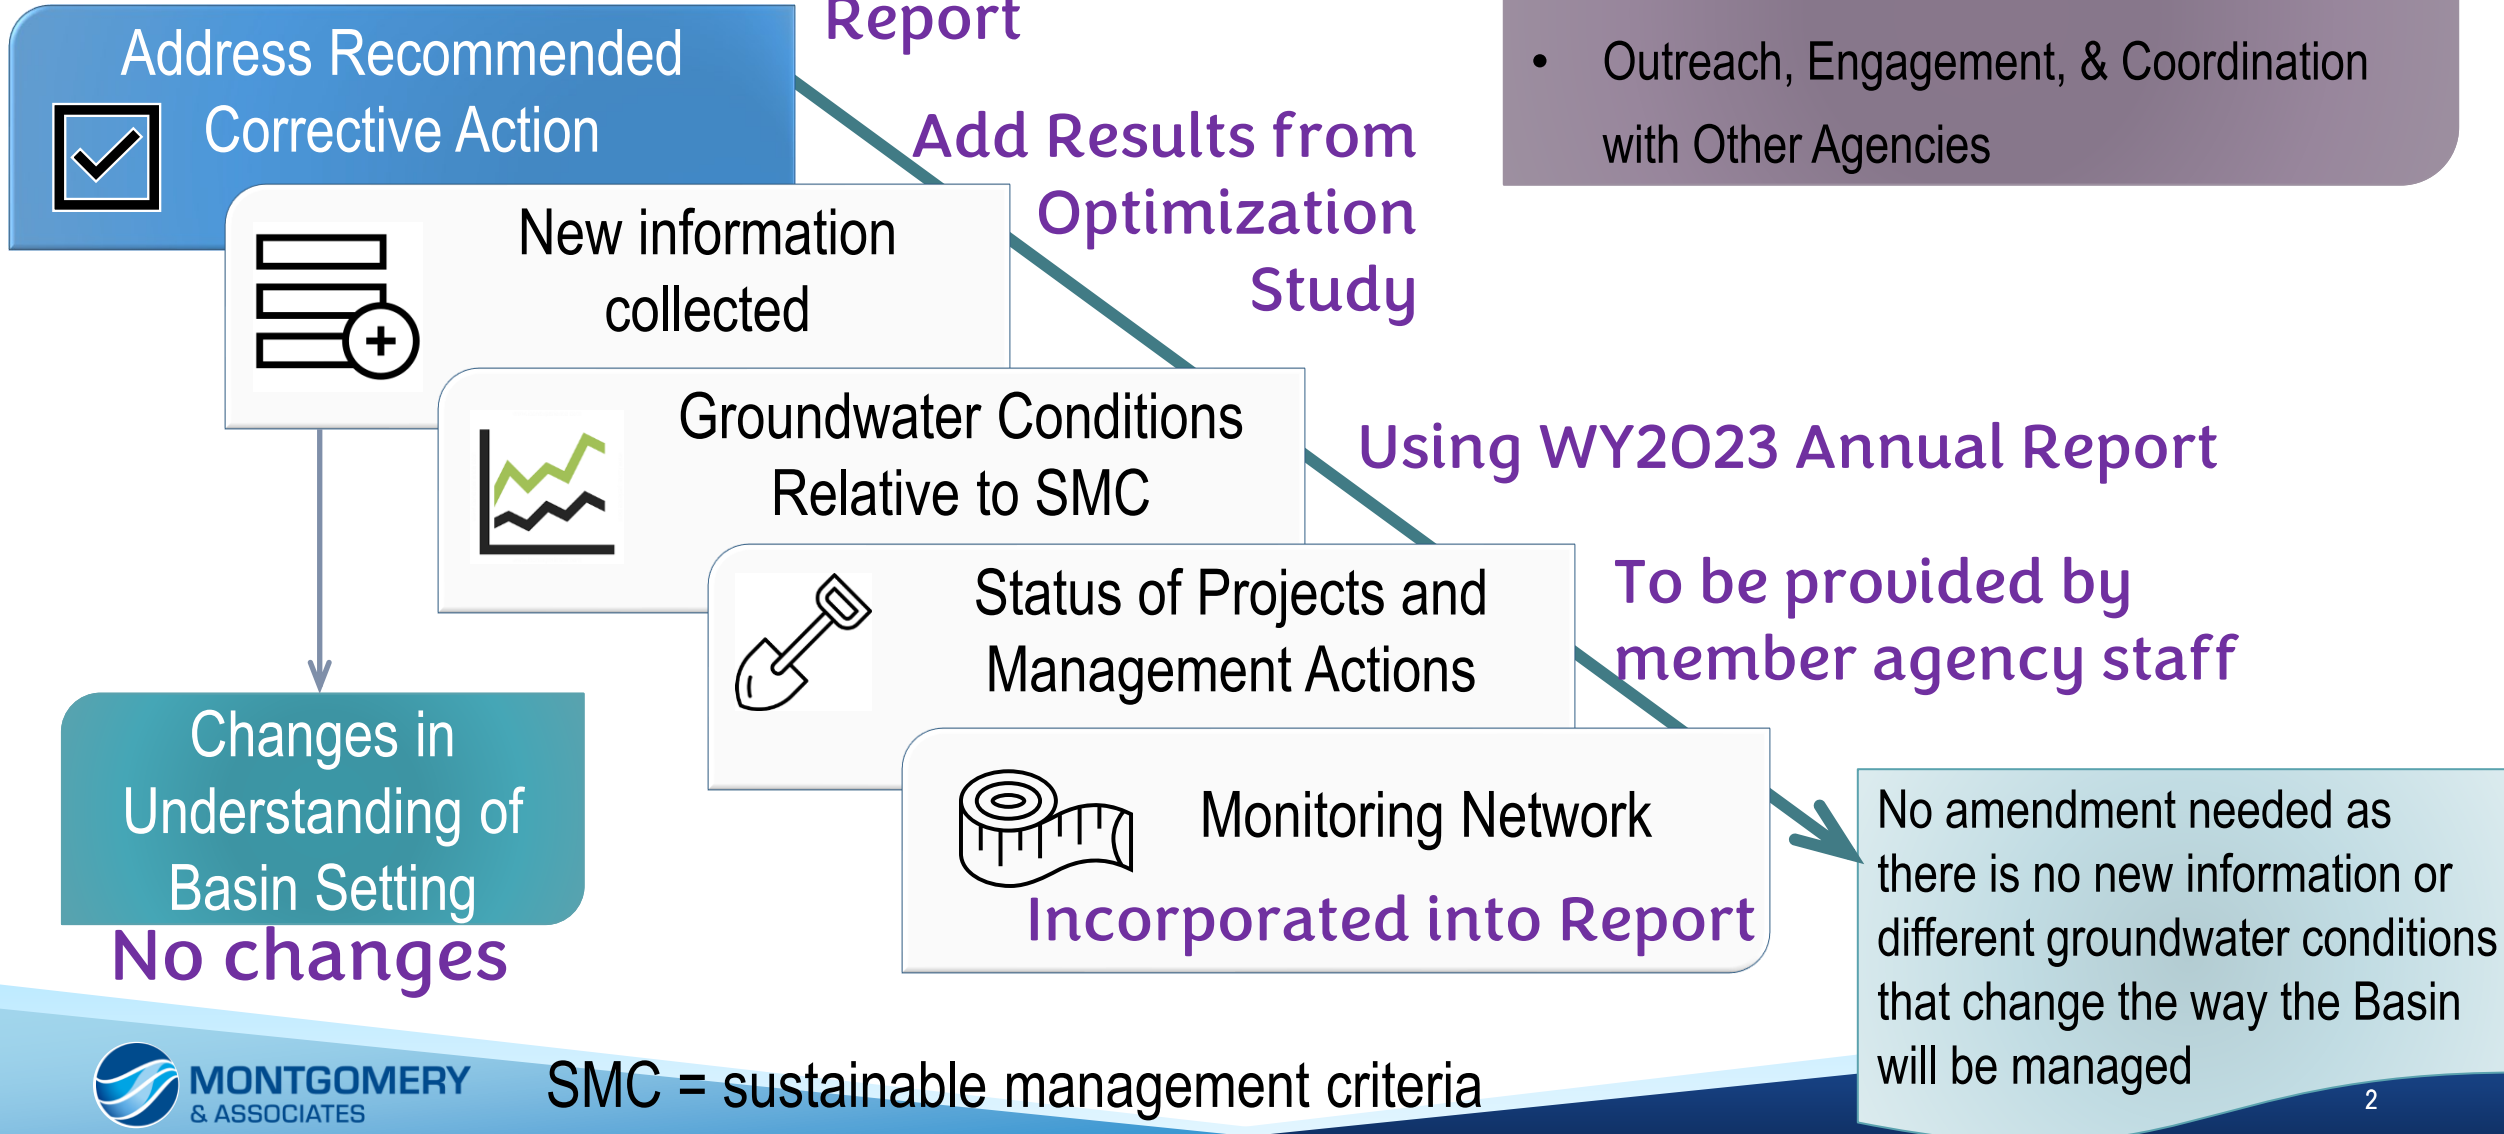 Report
Address Recommended
Corrective Action
• Outreach, Engagement, & Coordination
with Other Agencies
Add Results from
Optimization
Study
New information
collected
Groundwater Conditions
Relative to SMC
Using WY2023 Annual Report
Status of Projects and
Management Actions
To be provided by
member agency staff
Changes in
Understanding of
Basin Setting
No changes
Monitoring Network
Incorporated into Report
No amendment needed as
there is no new information or
different groundwater conditions
that change the way the Basin
will be managed
MONTGOMERY
& ASSOCIATES
SMC = sustainable management criteria
2